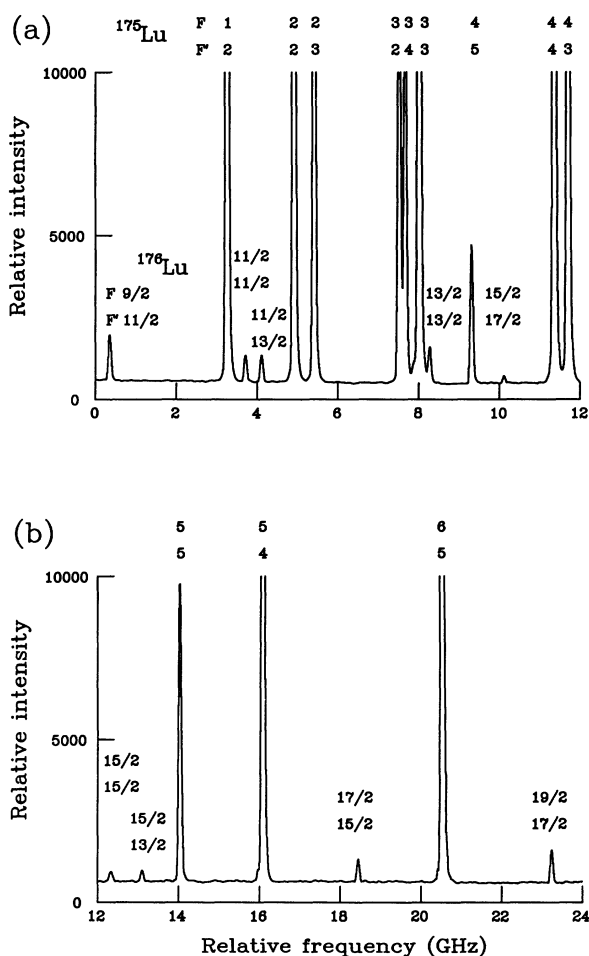 (a)
175Lu F 1 2 2 3 3 3 4 4 4
F' 2 2 3 2 4 3 5 4 3
10000
5000
0
Relative intensity
176Lu
F 9/2
F' 11/2
11/2
11/2
11/2
13/2
13/2
13/2
15/2
17/2
0 2 4 6 8 10 12
(b)
5 5 6
5 4 5
10000
5000
0
Relative intensity
15/2
15/2
15/2
13/2
17/2
15/2
19/2
17/2
12 14 16 18 20 22 24
Relative frequency (GHz)